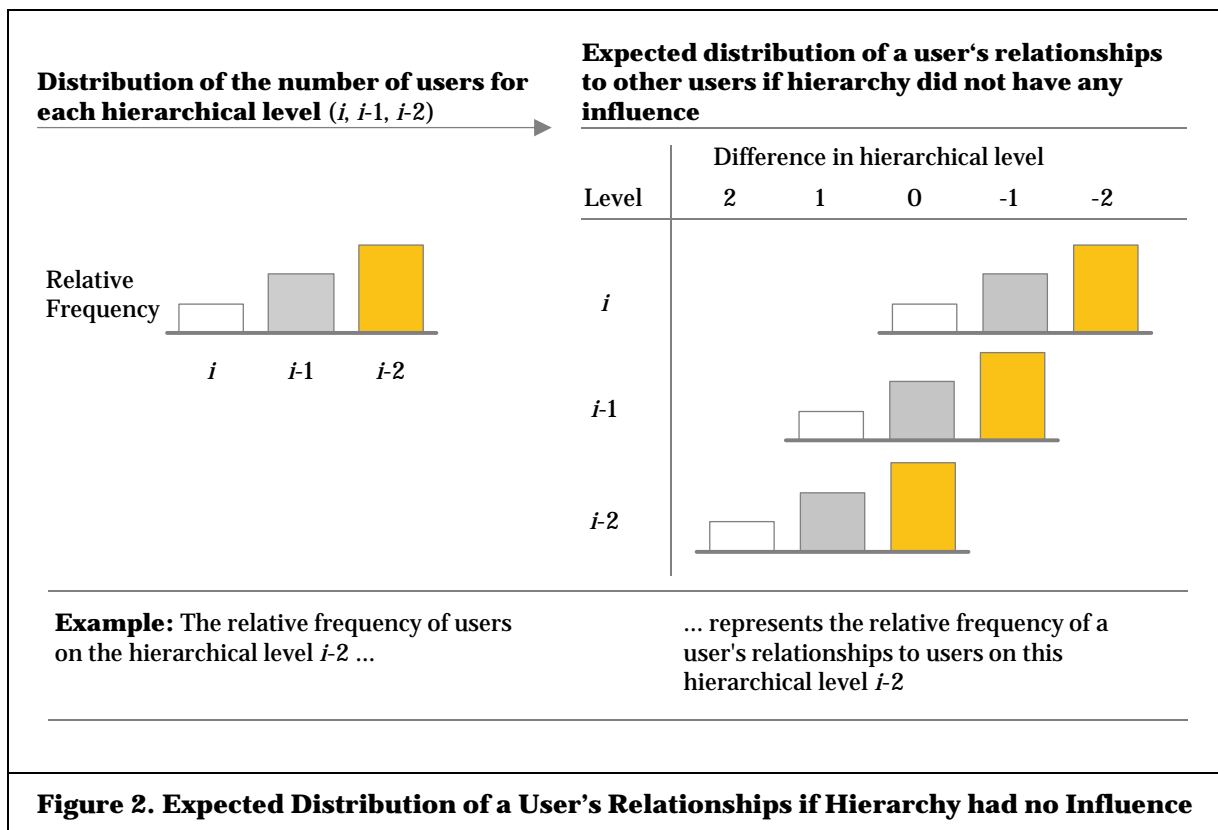 Distribution of the number of users for
each hierarchical level (i, i-1, i-2)
Expected distribution of a user‘s relationships
to other users if hierarchy did not have any
influence
Difference in hierarchical level
Level 2 1 0 -1 -2
Relative
Frequency
i i-1 i-2
i
i-1
i-2
Example: The relative frequency of users
on the hierarchical level i-2 ...
... represents the relative frequency of a
user's relationships to users on this
hierarchical level i-2
Figure 2. Expected Distribution of a User’s Relationships if Hierarchy had no Influence